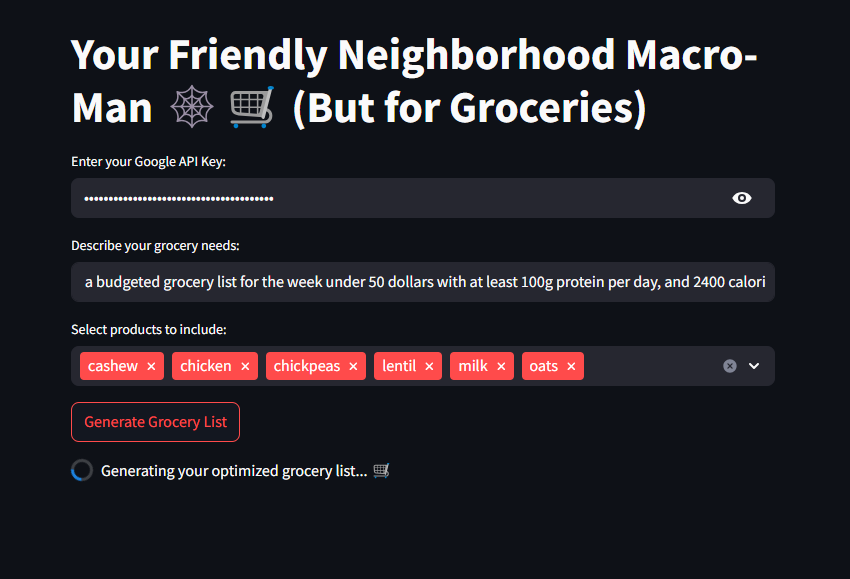 Your Friendly Neighborhood Macro-
Man 🕸️ 🛒 (But for Groceries)
Enter your Google API Key:
••••••••••••••••••••••••••••••••••••••
Describe your grocery needs:
a budgeted grocery list for the week under 50 dollars with at least 100g protein per day, and 2400 calori
Select products to include:
cashew × chicken × chickpeas × lentil × milk × oats ×
Generate Grocery List
Generating your optimized grocery list... 🛒